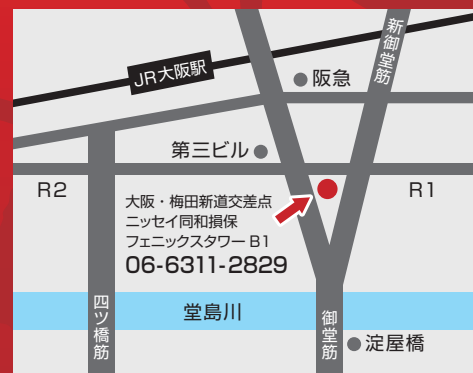 新御堂筋
JR大阪駅
阪急
第三ビル
R2
R1
大阪・梅田新道交差点
ニッセイ同和損保
フェニックスタワーB1
06-6311-2829
四ツ橋筋
堂島川
御堂筋
淀屋橋